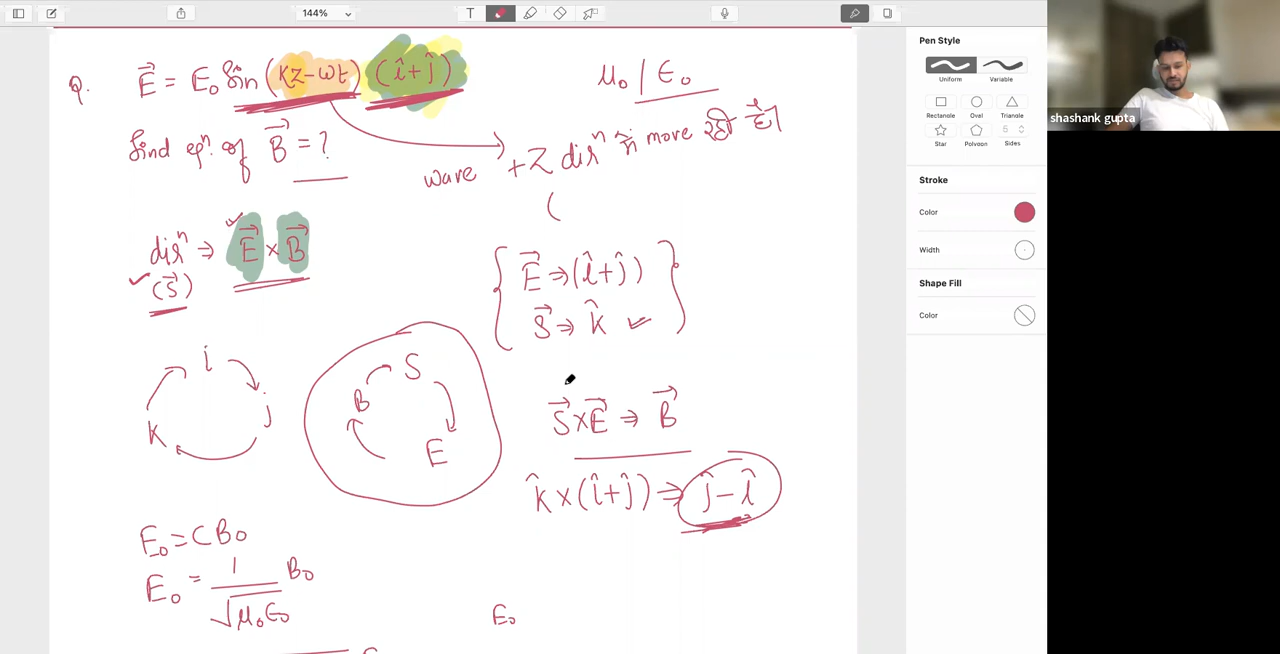 144%
T
Pen Style
Uniform
Variable
Rectangle
Oval
Triangle
Star
Polygon
5
Sides
Stroke
Color
Width
Shape Fill
Color
shashank gupta
Q. E⃗ = E₀ Sin (kz-ωt) (î+ĵ)
μ₀ / ε₀
find eqⁿ of B⃗ = ?
wave +Z dirⁿ में move रही है।
(
dirⁿ ⇒ E⃗ × B⃗
(S⃗)
E⃗ ⇒ (î+ĵ)
S⃗ ⇒ k̂
i
j
K
S
B
E
S⃗×E⃗ ⇒ B⃗
k̂ × (î+ĵ) ⇒ ĵ - î
E₀ = CB₀
E₀ = 1/√μ₀ε₀ B₀
E₀